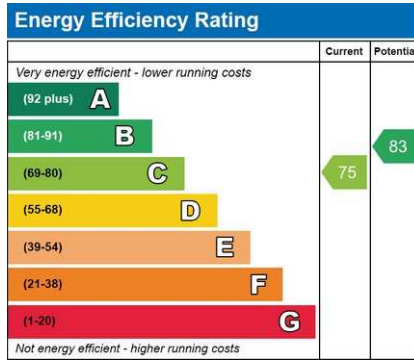 Energy Efficiency Rating
Current Potential
Very energy efficient - lower running costs
(92 plus) A
(81-91) B
83
(69-80) C 75
(55-68) D
(39-54) E
(21-38) F
(1-20) G
Not energy efficient - higher running costs